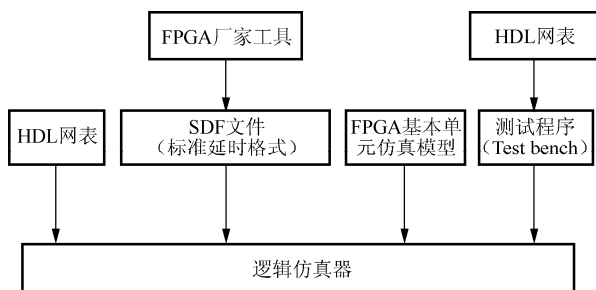 FPGA厂家工具
HDL网表
HDL网表
SDF文件
（标准延时格式）
FPGA基本单
元仿真模型
测试程序
（Test bench）
逻辑仿真器